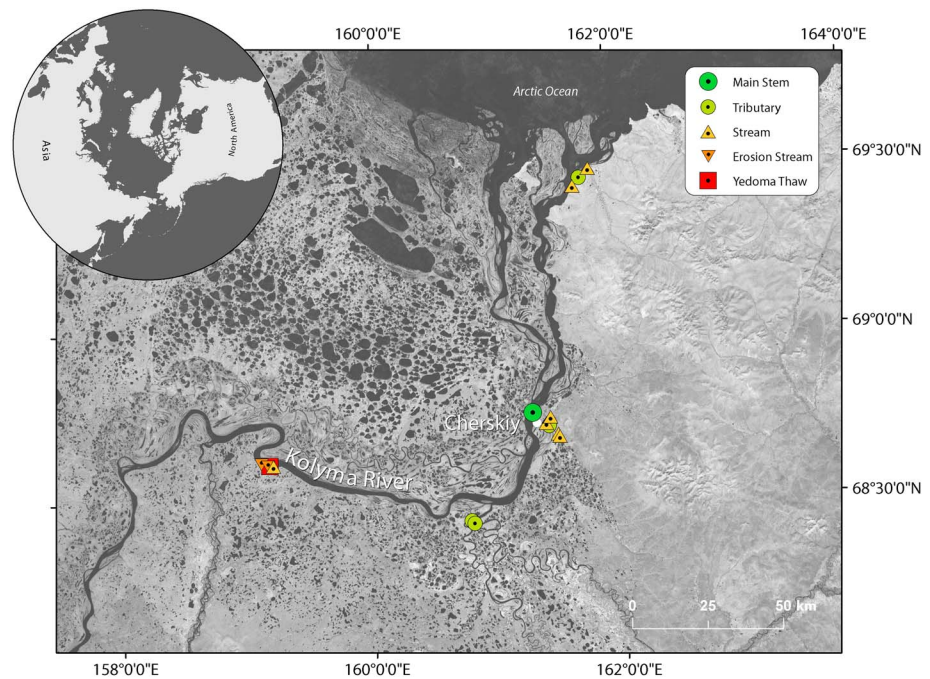 160°0'0"E
162°0'0"E
164°0'0"E
Asia
North America
Arctic Ocean
Main Stem
Tributary
Stream
Erosion Stream
Yedoma Thaw
69°30'0"N
69°0'0"N
Cherskiy
Kolyma River
68°30'0"N
0 25 50 km
158°0'0"E
160°0'0"E
162°0'0"E